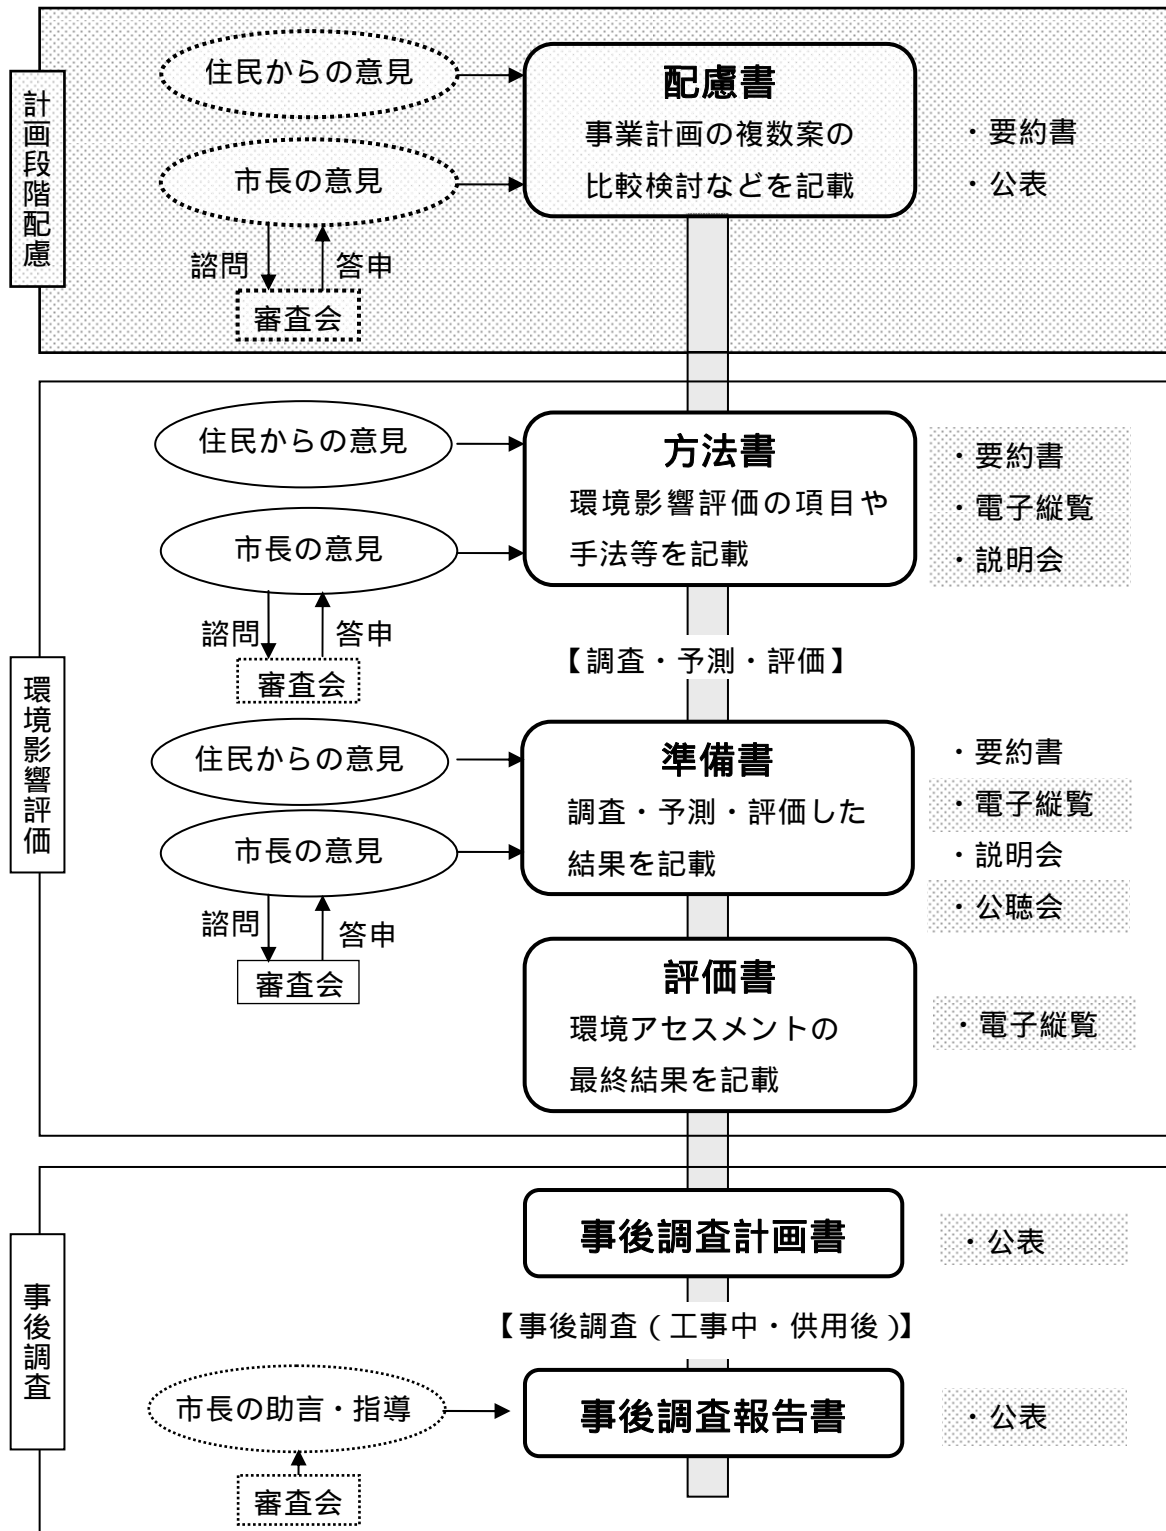 計画段階配慮
住民からの意見
配慮書
事業計画の複数案の
比較検討などを記載
・要約書
・公表
市長の意見
諮問
答申
審査会
環境影響評価
住民からの意見
方法書
環境影響評価の項目や
手法等を記載
・要約書
・電子縦覧
・説明会
市長の意見
諮問
答申
審査会
【調査・予測・評価】
住民からの意見
準備書
調査・予測・評価した
結果を記載
・要約書
・電子縦覧
・説明会
・公聴会
市長の意見
諮問
答申
審査会
評価書
環境アセスメントの
最終結果を記載
・電子縦覧
事後調査
事後調査計画書
・公表
【事後調査(工事中・供用後)】
市長の助言・指導
事後調査報告書
・公表
審査会